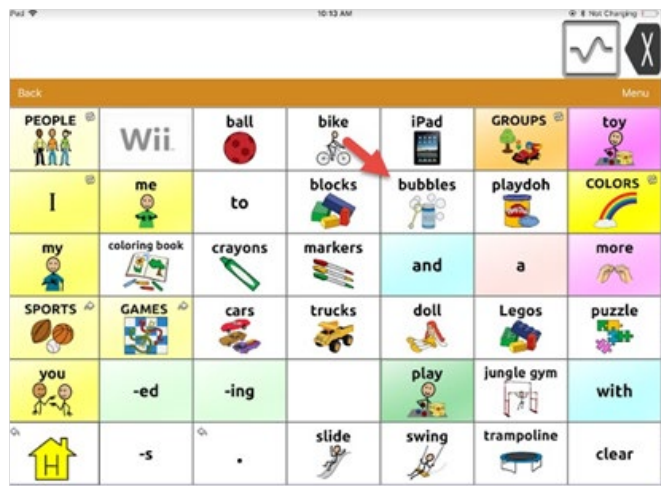 iPad 10:13 AM Not Charging
Back Menu
PEOPLE Wii ball bike iPad GROUPS toy
I me to blocks bubbles playdoh COLORS
my coloring book crayons markers and a more
SPORTS GAMES cars trucks doll Legos puzzle
you -ed -ing play jungle gym with
H -s . slide swing trampoline clear